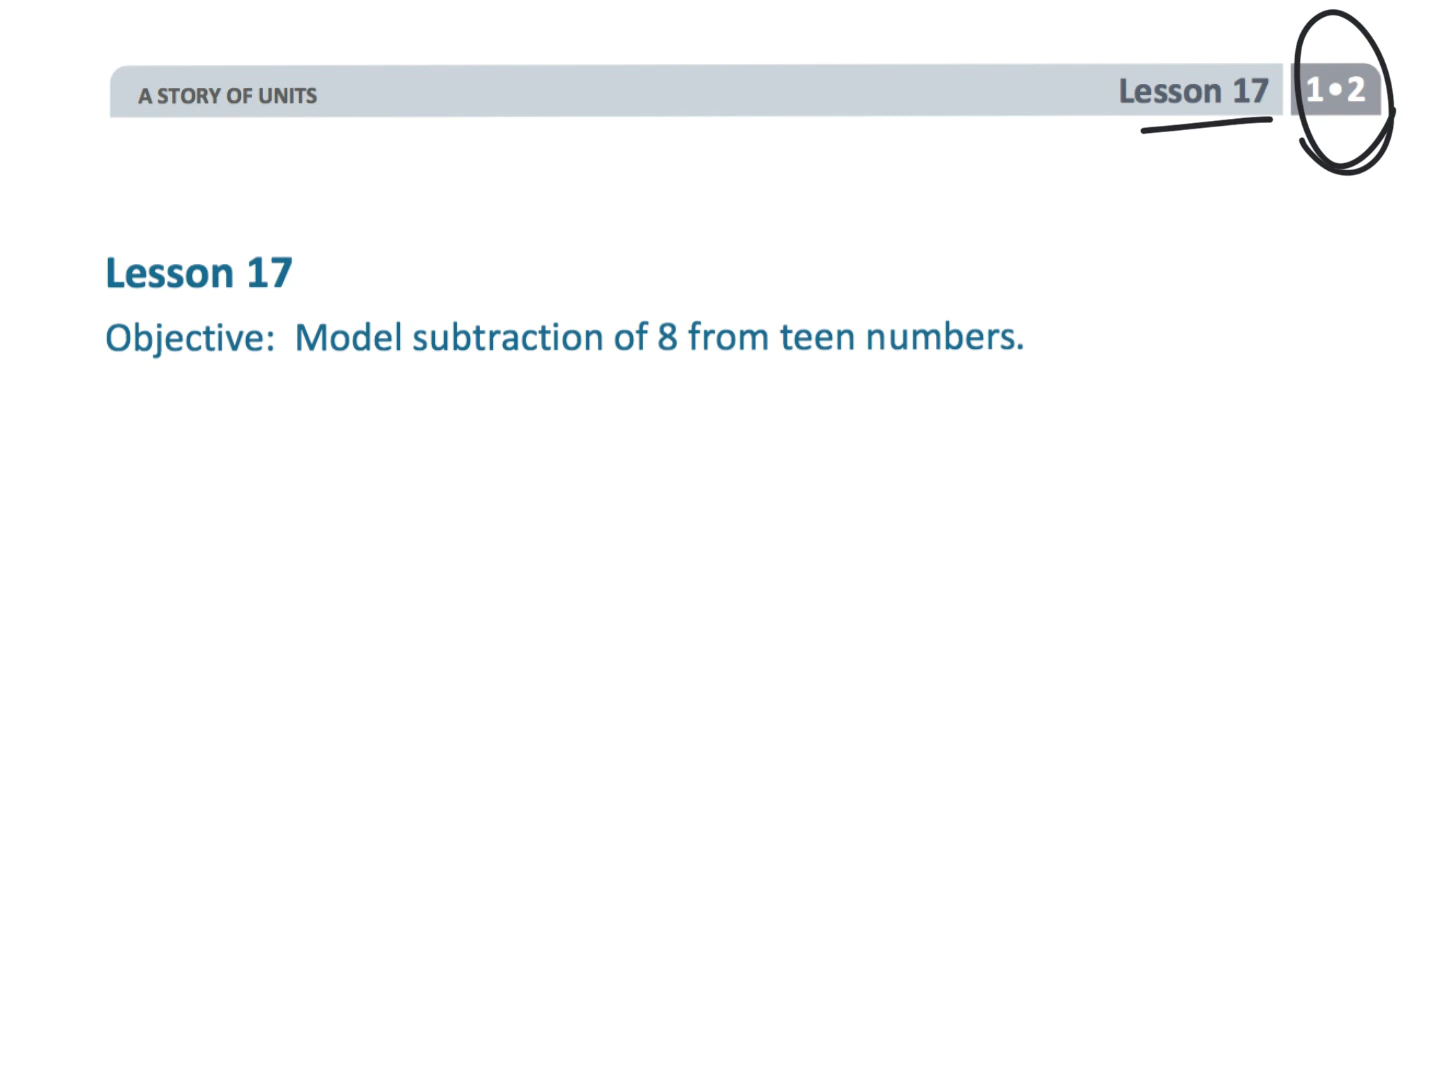 A STORY OF UNITS
Lesson 17
1•2
Lesson 17
Objective: Model subtraction of 8 from teen numbers.